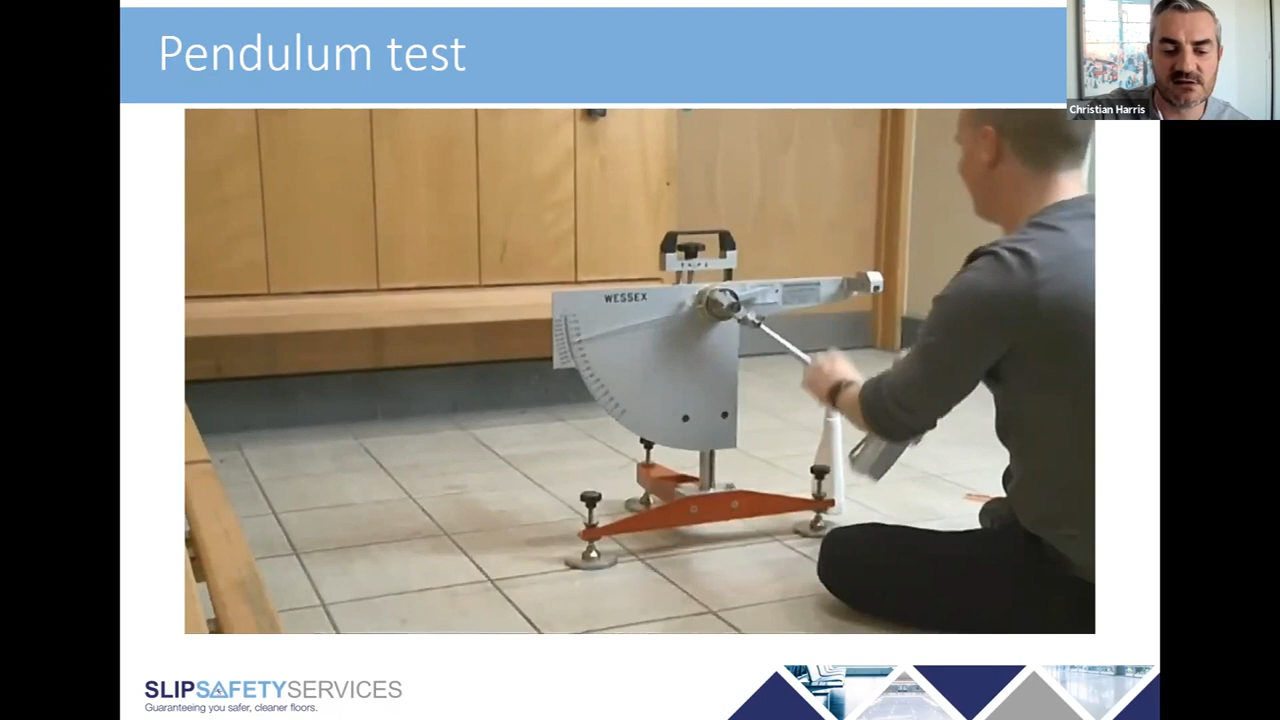 Pendulum test
Christian Harris
WESSEX
SLIPSAFETYSERVICES
Guaranteeing you safer, cleaner floors.